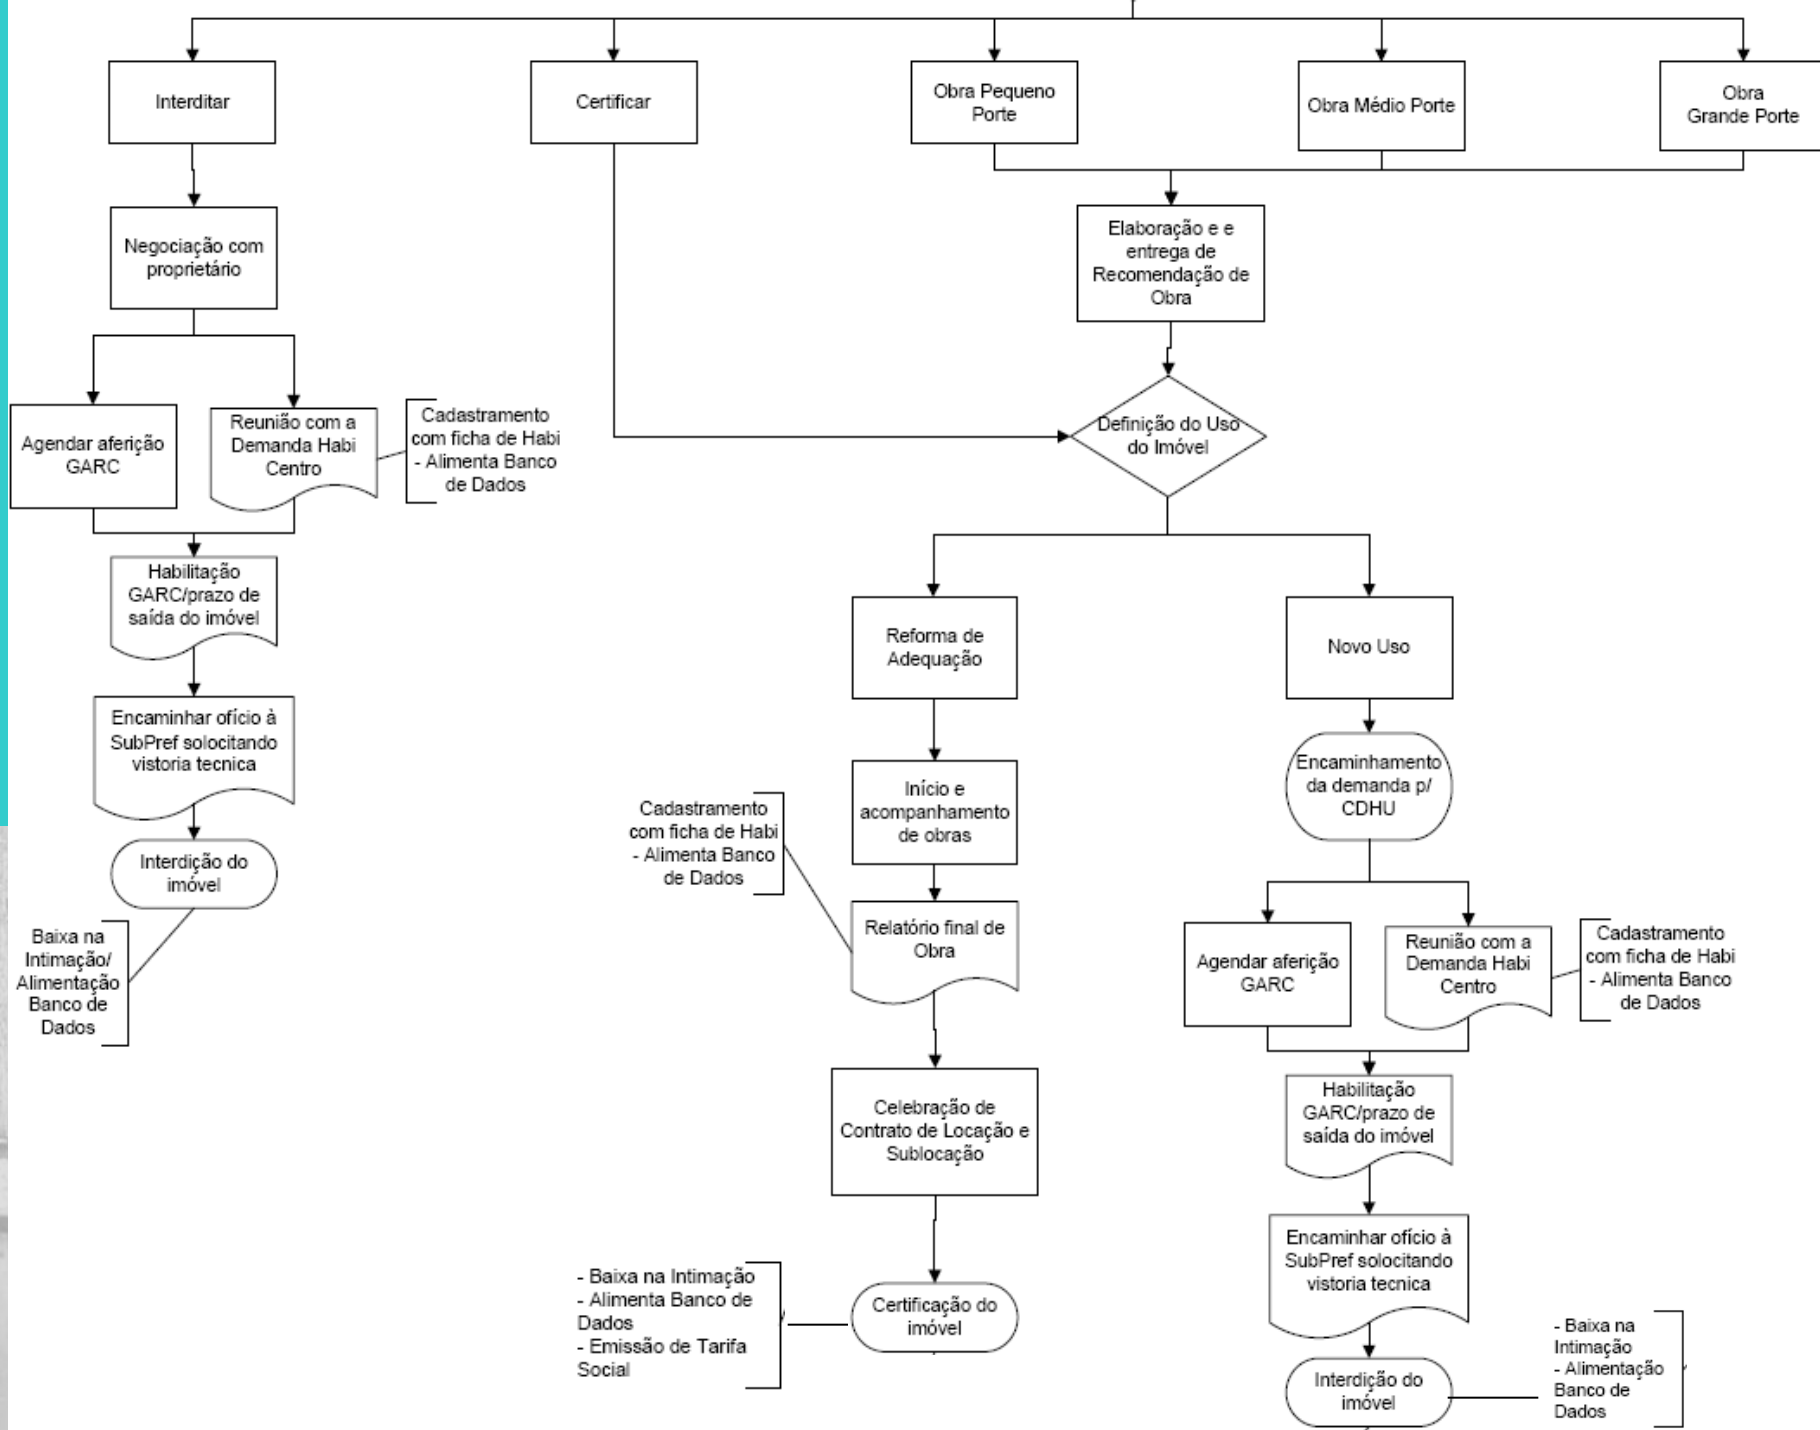 Interditar
Certificar
Obra Pequeno
Porte
Obra Médio Porte
Obra
Grande Porte
Negociação com
proprietário
Elaboração e e
entrega de
Recomendação de
Obra
Agendar aferição
GARC
Reunião com a
Demanda Habi
Centro
Cadastramento
com ficha de Habi
- Alimenta Banco
de Dados
Definição do Uso
do Imóvel
Habilitação
GARC/prazo de
saída do imóvel
Encaminhar ofício à
SubPref solocitando
vistoria tecnica
Interdição do
imóvel
Baixa na
Intimação/
Alimentação
Banco de
Dados
Reforma de
Adequação
Novo Uso
Início e
acompanhamento
de obras
Encaminhamento
da demanda p/
CDHU
Cadastramento
com ficha de Habi
- Alimenta Banco
de Dados
Relatório final de
Obra
Agendar aferição
GARC
Reunião com a
Demanda Habi
Centro
Cadastramento
com ficha de Habi
- Alimenta Banco
de Dados
Celebração de
Contrato de Locação e
Sublocação
Habilitação
GARC/prazo de
saída do imóvel
Encaminhar ofício à
SubPref solocitando
vistoria tecnica
- Baixa na Intimação
- Alimenta Banco de
Dados
- Emissão de Tarifa
Social
Certificação do
imóvel
Interdição do
imóvel
- Baixa na
Intimação
- Alimentação
Banco de
Dados